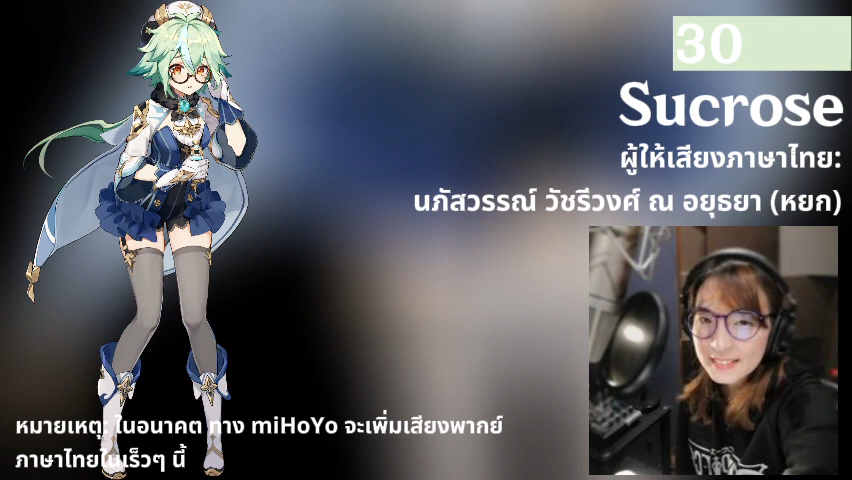 30
Sucrose
ผู้ให้เสียงภาษาไทย:
นภัสวรรณ์ วัชรีวงศ์ ณ อยุธยา (หยก)
หมายเหตุ: ในอนาคต ทาง miHoYo จะเพิ่มเสียงพากย์
ภาษาไทยในเร็วๆ นี้